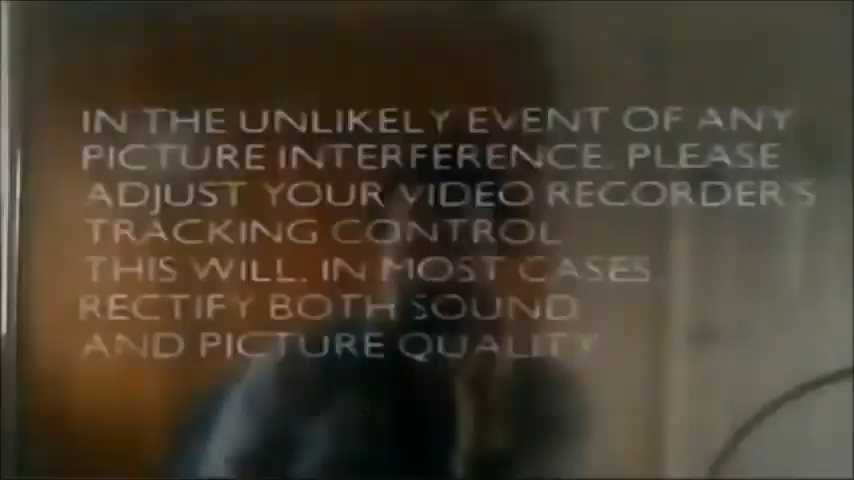 IN THE UNLIKELY EVENT OF ANY
PICTURE INTERFERENCE, PLEASE
ADJUST YOUR VIDEO RECORDER'S
TRACKING CONTROL
THIS WILL, IN MOST CASES,
RECTIFY BOTH SOUND
AND PICTURE QUALITY